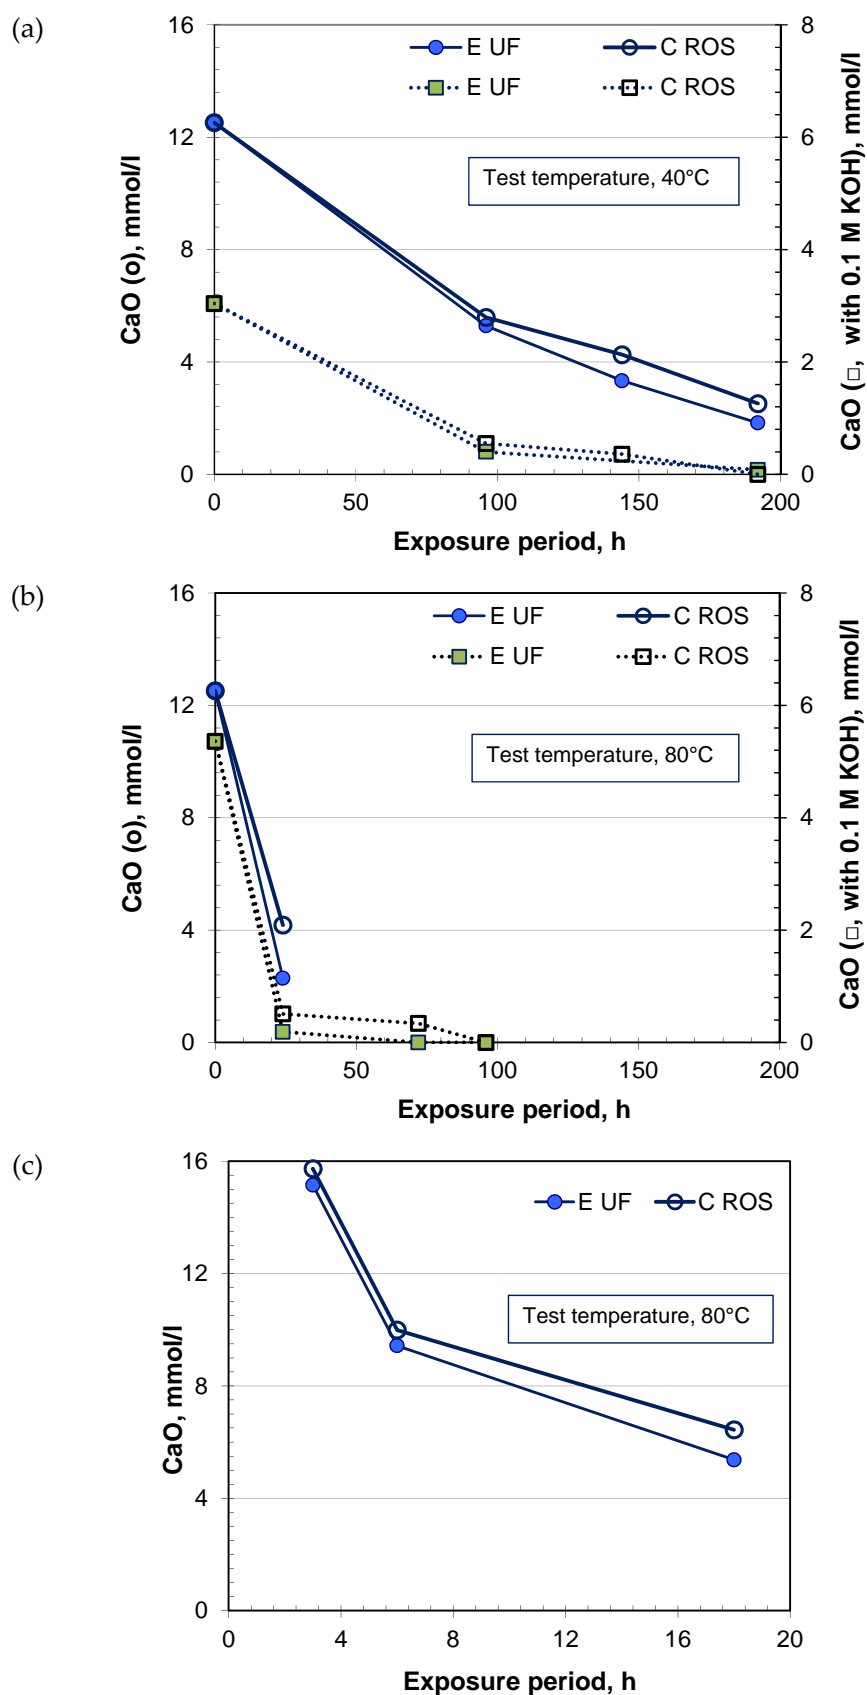 (a)
16
12
8
4
0
CaO (o), mmol/l
E UF
C ROS
E UF
C ROS
Test temperature, 40°C
8
6
4
2
0
CaO (□, with 0.1 M KOH), mmol/l
0 50 100 150 200
Exposure period, h
(b)
16
12
8
4
0
CaO (o), mmol/l
E UF
C ROS
E UF
C ROS
Test temperature, 80°C
8
6
4
2
0
CaO (□, with 0.1 M KOH), mmol/l
0 50 100 150 200
Exposure period, h
(c)
16
12
8
4
0
CaO, mmol/l
E UF
C ROS
Test temperature, 80°C
0 4 8 12 16 20
Exposure period, h